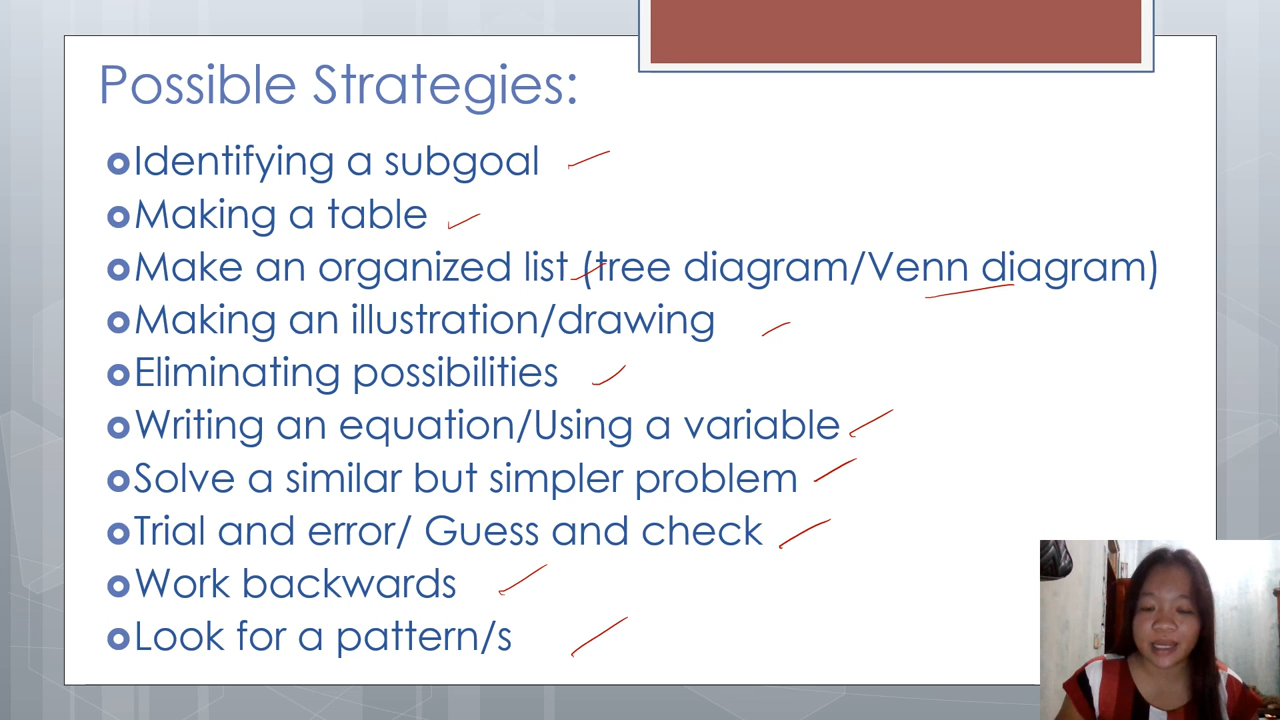 Possible Strategies:
Identifying a subgoal
Making a table
Make an organized list (tree diagram/Venn diagram)
Making an illustration/drawing
Eliminating possibilities
Writing an equation/Using a variable
Solve a similar but simpler problem
Trial and error/ Guess and check
Work backwards
Look for a pattern/s